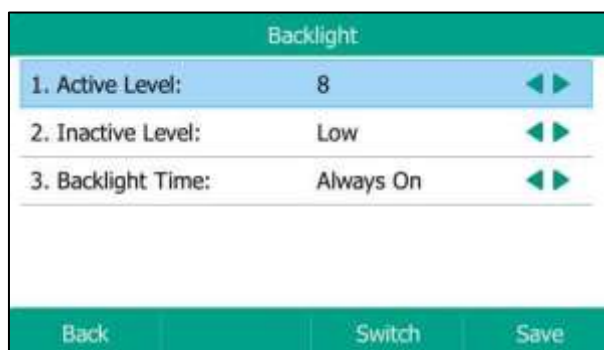 Backlight
1. Active Level: 8
2. Inactive Level: Low
3. Backlight Time: Always On
Back Switch Save